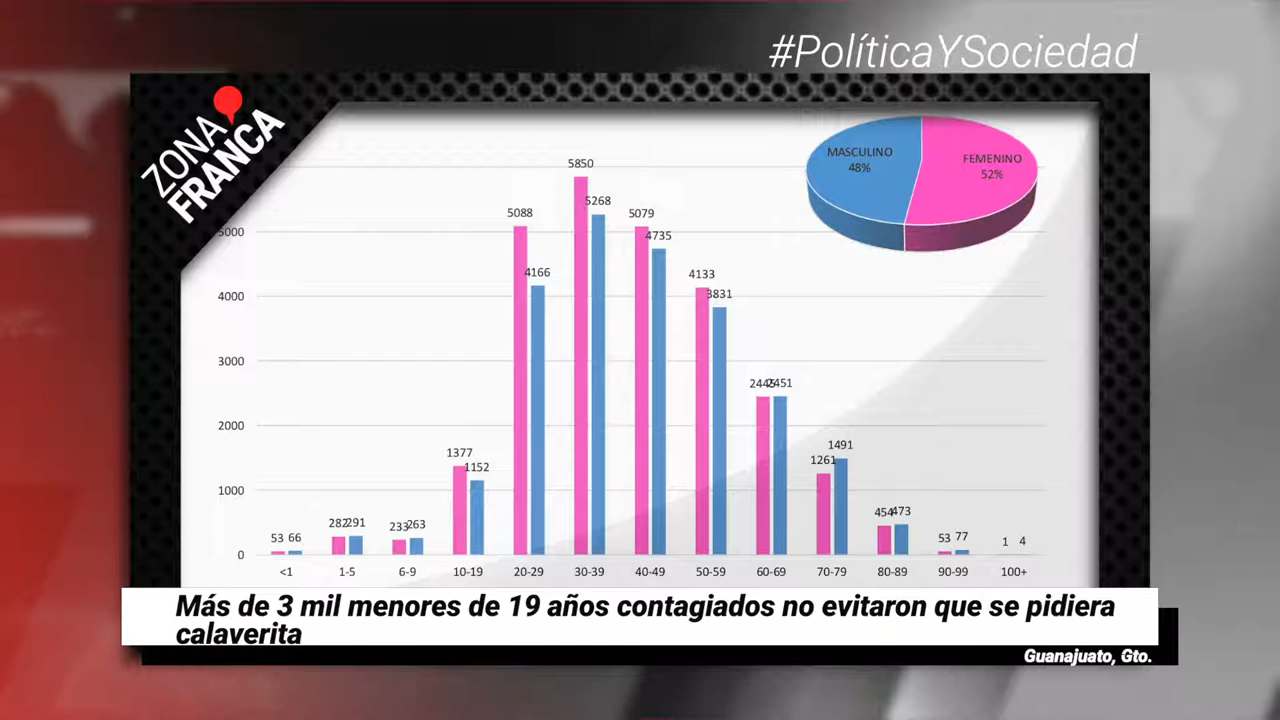 #PolíticaYSociedad
ZONA
FRANCA
MASCULINO
48%
FEMENINO
52%
5000
4000
3000
2000
1000
0
53 66
282 291
233 263
1377 1152
5088 4166
5850 5268
5079 4735
4133 3831
2445 2451
1261 1491
454 473
53 77
1 4
<1 1-5 6-9 10-19 20-29 30-39 40-49 50-59 60-69 70-79 80-89 90-99 100+
Más de 3 mil menores de 19 años contagiados no evitaron que se pidiera
calaverita
Guanajuato, Gto.